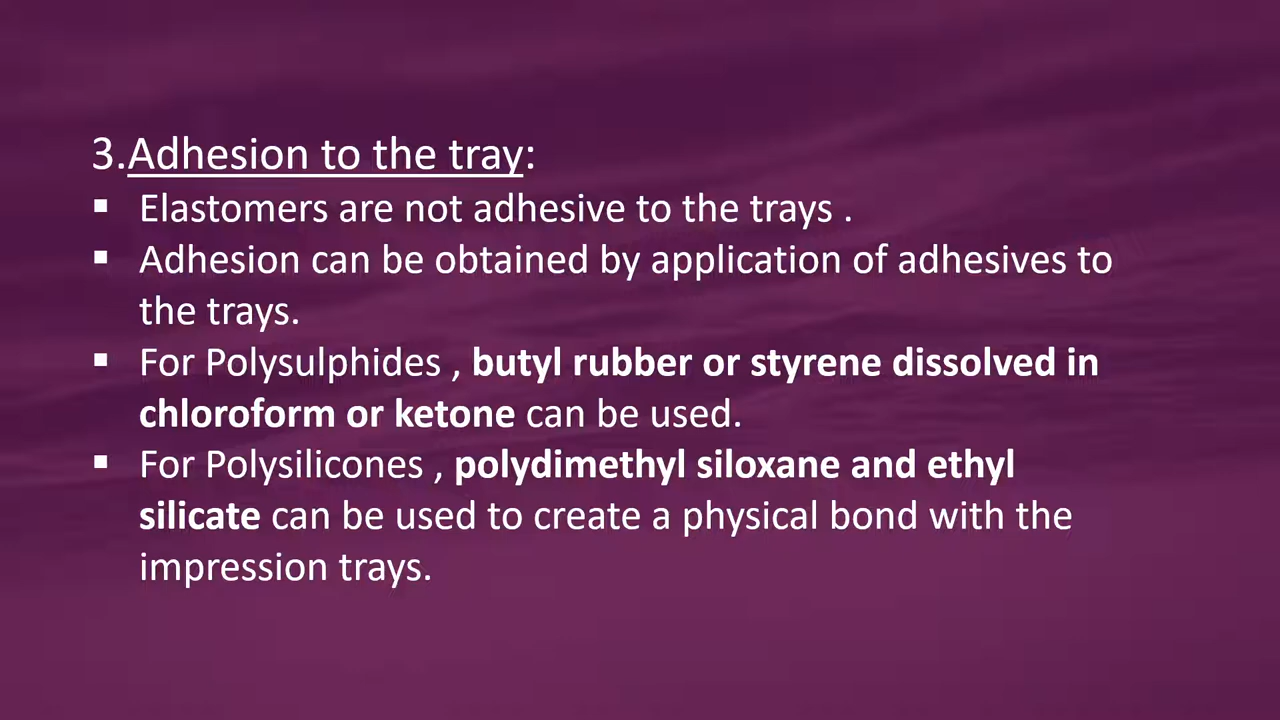 3.Adhesion to the tray:
▪ Elastomers are not adhesive to the trays .
▪ Adhesion can be obtained by application of adhesives to
the trays.
▪ For Polysulphides , butyl rubber or styrene dissolved in
chloroform or ketone can be used.
▪ For Polysilicones , polydimethyl siloxane and ethyl
silicate can be used to create a physical bond with the
impression trays.